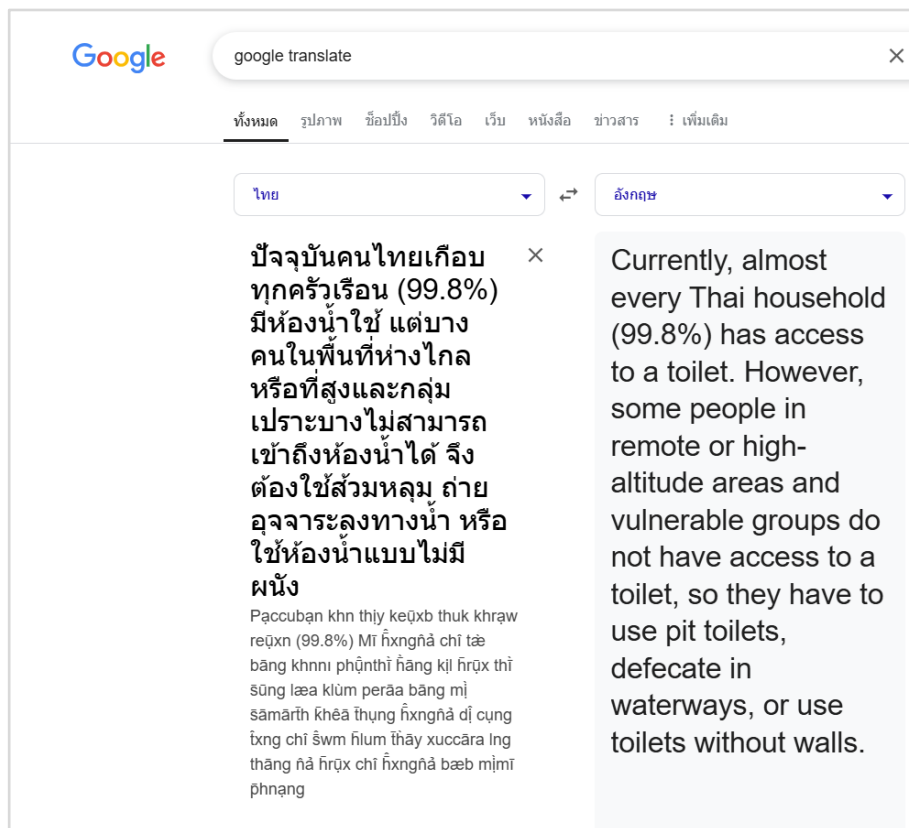 Google
google translate
ทั้งหมด รูปภาพ ช็อปปิ้ง วิดีโอ เว็บ หนังสือ ข่าวสาร เพิ่มเติม
ไทย
อังกฤษ
ปัจจุบันคนไทยเกือบ
ทุกครัวเรือน (99.8%)
มีห้องน้ำใช้ แต่บาง
คนในพื้นที่ห่างไกล
หรือที่สูงและกลุ่ม
เปราะบางไม่สามารถ
เข้าถึงห้องน้ำได้ จึง
ต้องใช้ส้วมหลุม ถ่าย
อุจจาระลงทางน้ำ หรือ
ใช้ห้องน้ำแบบไม่มี
ผนัง
Pạccubạn khn thịy keụ̄xb thuk khrạw
reụ̄xn (99.8%) Mī h̄̂xngn̂ả chı̂ tæ̀
bāng khnnı phụ̂nthī̀ h̄̀āng kịl h̄rụ̄x thī̀
s̄ūng læa klùm perāa bāng mị̀
s̄āmārt̄h k̄hêā t̄hụng h̄̂xngn̂ả dị̂ cụng
t̂xng chı̂ s̄̂wm h̄lum t̄h̀āy xuccāra lng
thāng n̂ả h̄rụ̄x chı̂ h̄̂xngn̂ả bæb mị̀mī
p̄hnạng
Currently, almost
every Thai household
(99.8%) has access
to a toilet. However,
some people in
remote or high-
altitude areas and
vulnerable groups do
not have access to a
toilet, so they have to
use pit toilets,
defecate in
waterways, or use
toilets without walls.